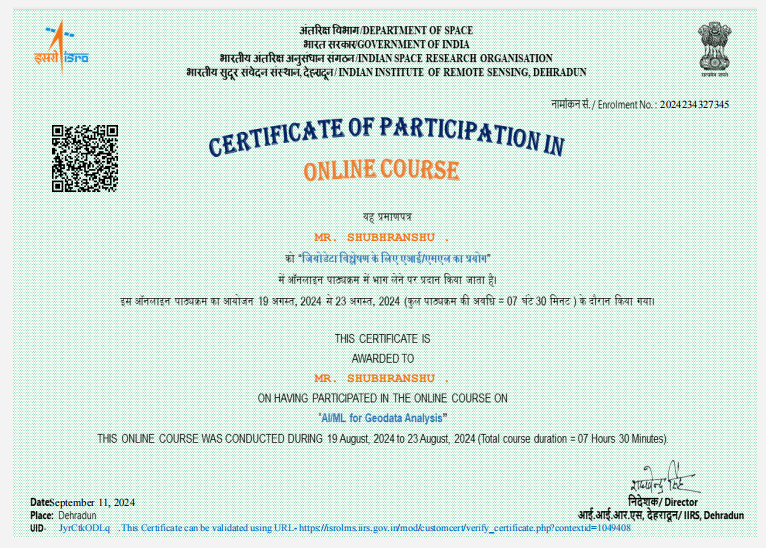 अंतरिक्ष विभाग/DEPARTMENT OF SPACE
भारत सरकार/GOVERNMENT OF INDIA
भारतीय अंतरिक्ष अनुसंधान संगठन/INDIAN SPACE RESEARCH ORGANISATION
भारतीय सुदूर संवेदन संस्थान, देहरादून/ INDIAN INSTITUTE OF REMOTE SENSING, DEHRADUN
इसरो isro
सत्यमेव जयते
नामांकन सं. / Enrolment No. : 2024234327345
CERTIFICATE OF PARTICIPATION IN
ONLINE COURSE
यह प्रमाणपत्र
MR. SHUBHRANSHU .
को “जियोडेटा विश्लेषण के लिए एआई/एमएल का प्रयोग”
में ऑनलाइन पाठ्यक्रम में भाग लेने पर प्रदान किया जाता है।
इस ऑनलाइन पाठ्यक्रम का आयोजन 19 अगस्त, 2024 से 23 अगस्त, 2024 (कुल पाठ्यक्रम की अवधि = 07 घंटे 30 मिनट ) के दौरान किया गया।
THIS CERTIFICATE IS
AWARDED TO
MR. SHUBHRANSHU .
ON HAVING PARTICIPATED IN THE ONLINE COURSE ON
"AI/ML for Geodata Analysis”
THIS ONLINE COURSE WAS CONDUCTED DURING 19 August, 2024 to 23 August, 2024 (Total course duration = 07 Hours 30 Minutes).
निदेशक/ Director
आई.आई.आर.एस, देहरादून/ IIRS, Dehradun
Date: September 11, 2024
Place: Dehradun
UID- JyrCtkODLq .This Certificate can be validated using URL- https://isrolms.iirs.gov.in/mod/customcert/verify_certificate.php?contextid=1049408